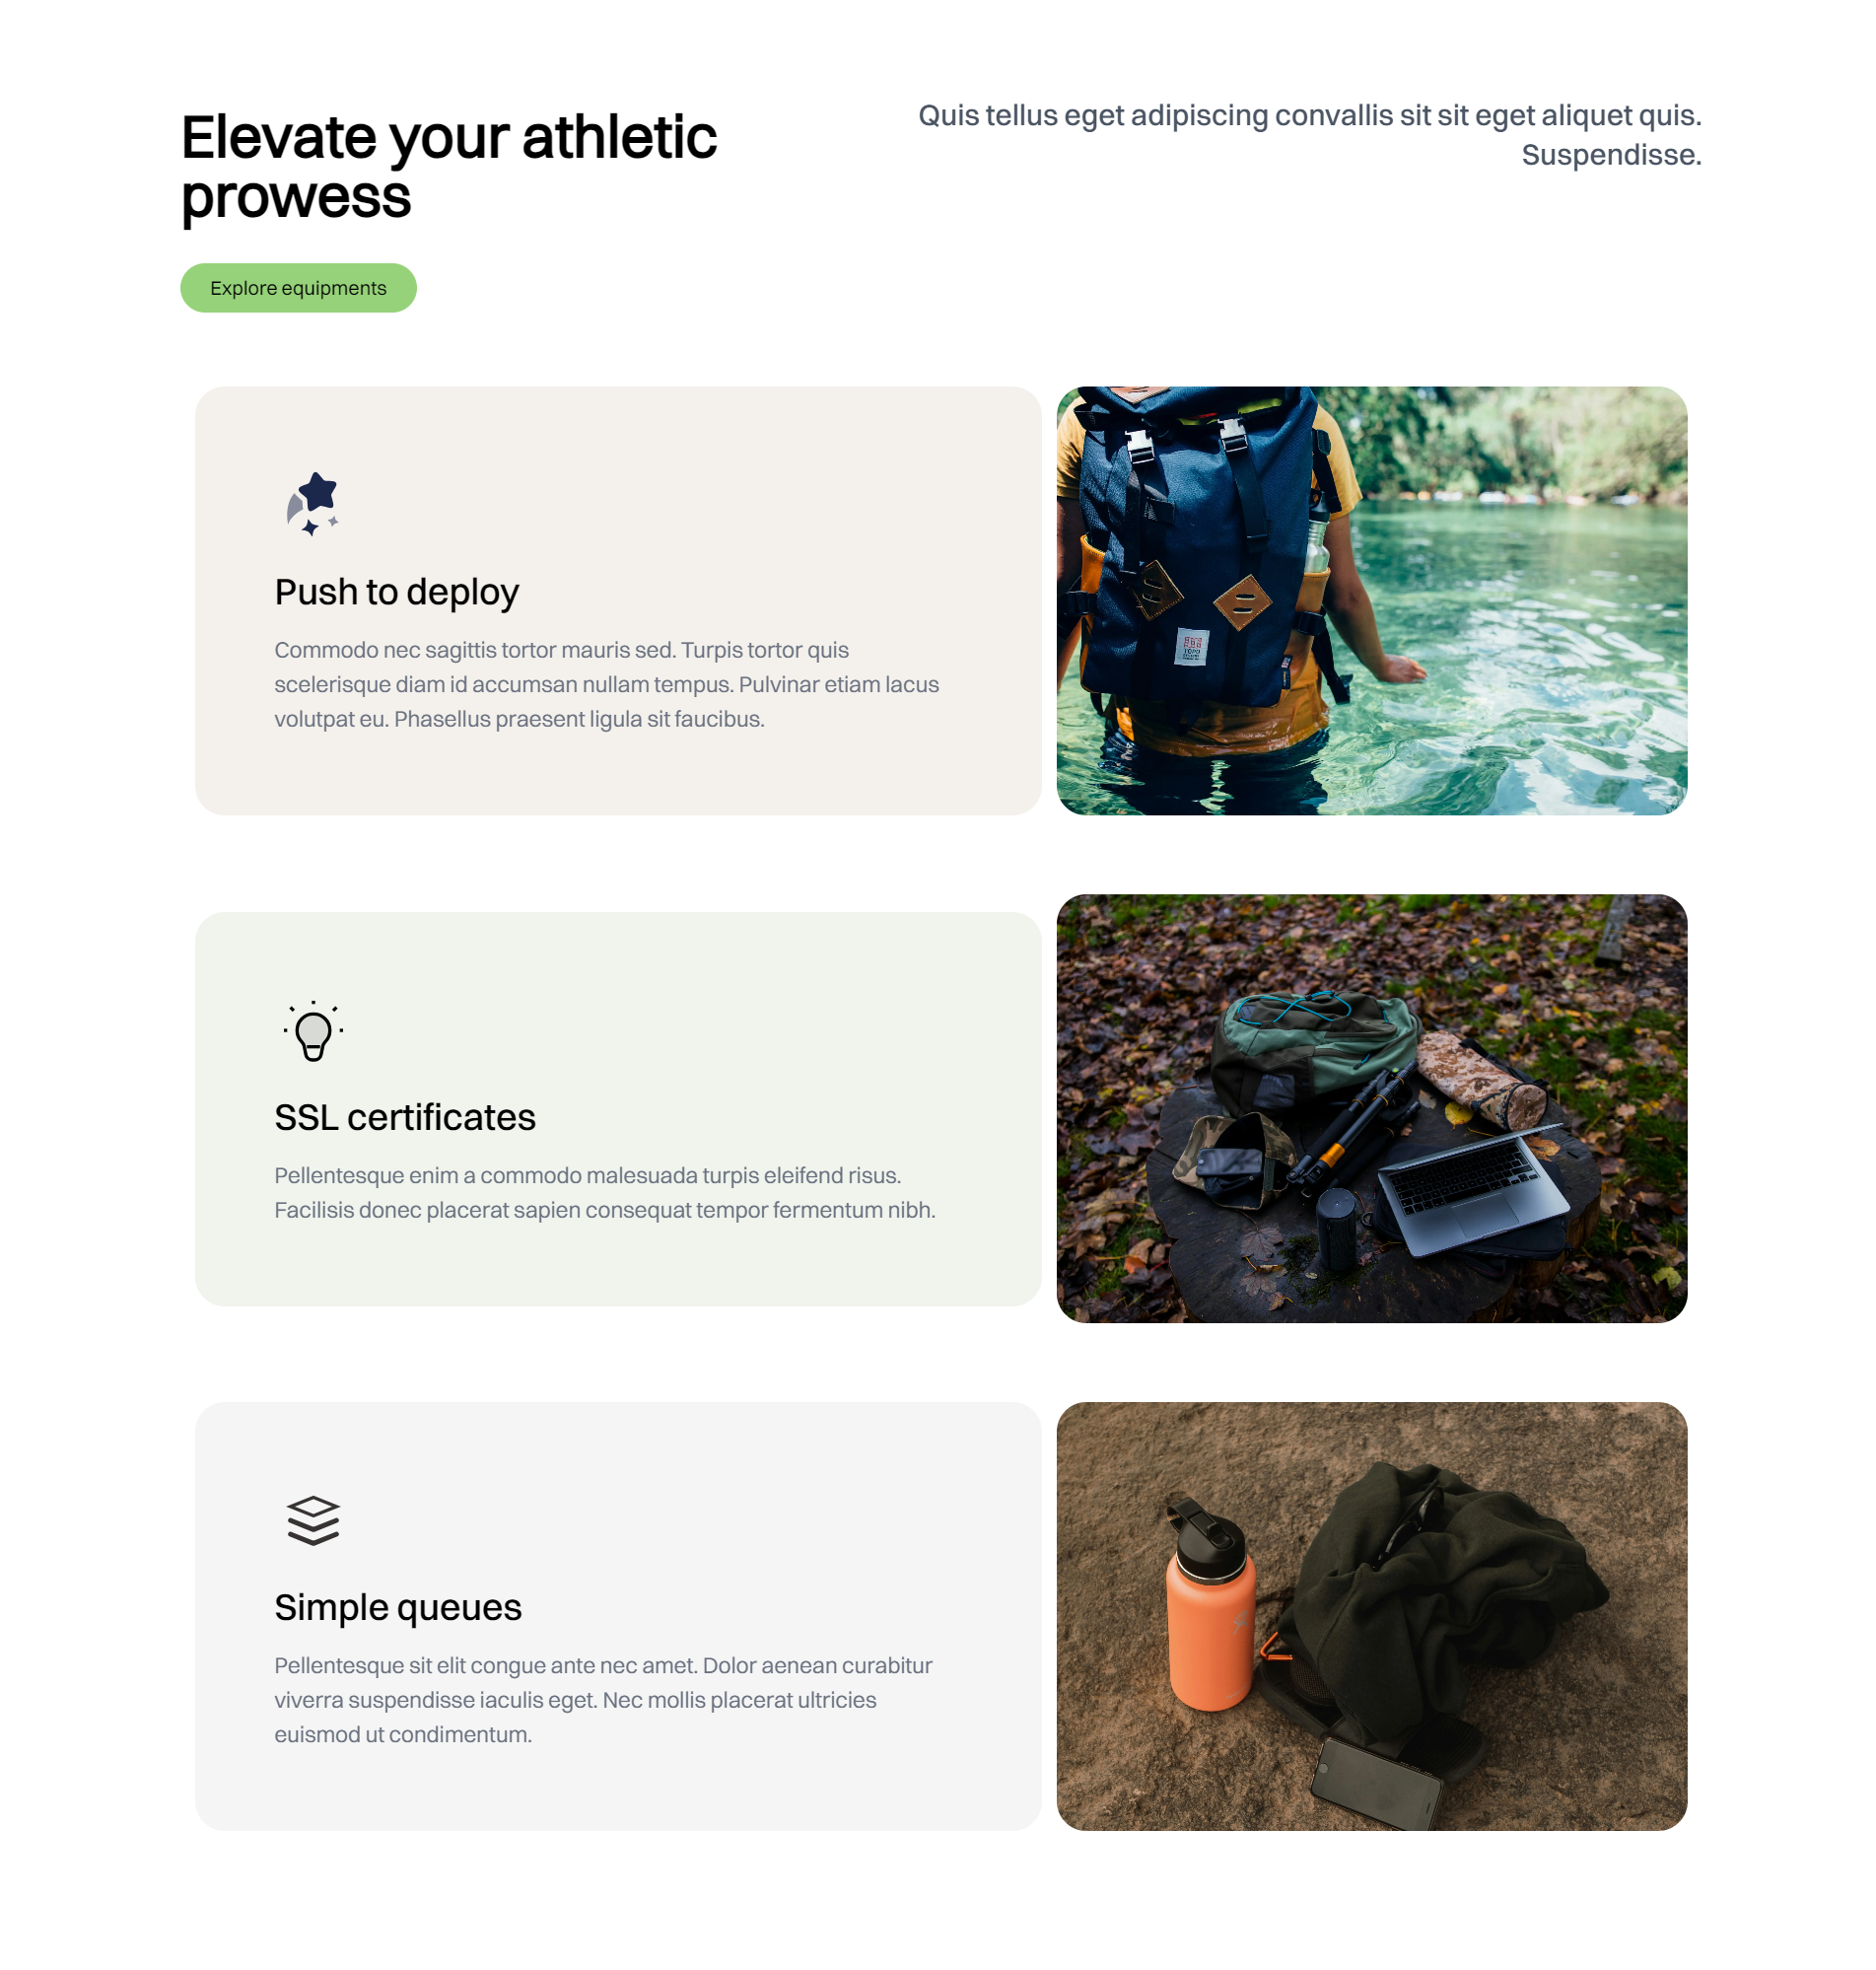 Elevate your athletic
prowess
Quis tellus eget adipiscing convallis sit sit eget aliquet quis.
Suspendisse.
Explore equipments
Push to deploy
Commodo nec sagittis tortor mauris sed. Turpis tortor quis
scelerisque diam id accumsan nullam tempus. Pulvinar etiam lacus
volutpat eu. Phasellus praesent ligula sit faucibus.
TOPO
SSL certificates
Pellentesque enim a commodo malesuada turpis eleifend risus.
Facilisis donec placerat sapien consequat tempor fermentum nibh.
Simple queues
Pellentesque sit elit congue ante nec amet. Dolor aenean curabitur
viverra suspendisse iaculis eget. Nec mollis placerat ultricies
euismod ut condimentum.